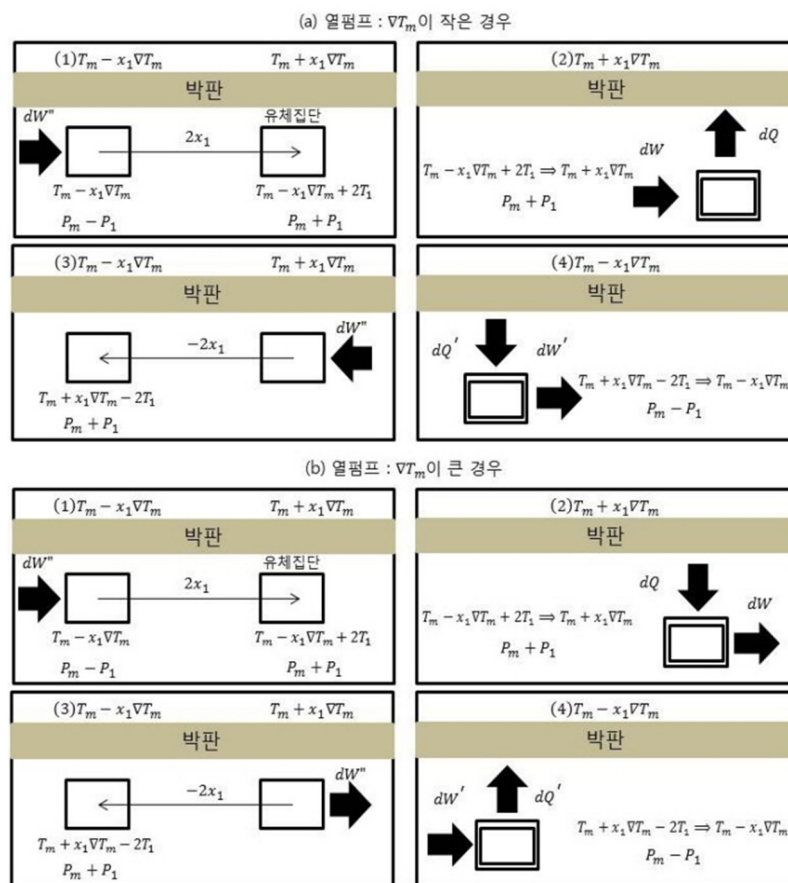 (a) 열펌프 : ∇Tₘ이 작은 경우
(1)Tₘ − x₁∇Tₘ Tₘ + x₁∇Tₘ
박판
dW" 유체집단
2x₁
Tₘ − x₁∇Tₘ Tₘ − x₁∇Tₘ + 2T₁
Pₘ − P₁ Pₘ + P₁
(2)Tₘ + x₁∇Tₘ
박판
dW dQ
Tₘ − x₁∇Tₘ + 2T₁ ⇒ Tₘ + x₁∇Tₘ
Pₘ + P₁
(3)Tₘ − x₁∇Tₘ Tₘ + x₁∇Tₘ
박판
−2x₁ dW"
Tₘ + x₁∇Tₘ − 2T₁
Pₘ + P₁
(4)Tₘ − x₁∇Tₘ
박판
dQ′ dW′
Tₘ + x₁∇Tₘ − 2T₁ ⇒ Tₘ − x₁∇Tₘ
Pₘ − P₁
(b) 열펌프 : ∇Tₘ이 큰 경우
(1)Tₘ − x₁∇Tₘ Tₘ + x₁∇Tₘ
박판
dW" 유체집단
2x₁
Tₘ − x₁∇Tₘ Tₘ − x₁∇Tₘ + 2T₁
Pₘ − P₁ Pₘ + P₁
(2)Tₘ + x₁∇Tₘ
박판
dQ dW
Tₘ − x₁∇Tₘ + 2T₁ ⇒ Tₘ + x₁∇Tₘ
Pₘ + P₁
(3)Tₘ − x₁∇Tₘ Tₘ + x₁∇Tₘ
박판
−2x₁ dW"
Tₘ + x₁∇Tₘ − 2T₁
Pₘ + P₁
(4)Tₘ − x₁∇Tₘ
박판
dW′ dQ′
Tₘ + x₁∇Tₘ − 2T₁ ⇒ Tₘ − x₁∇Tₘ
Pₘ − P₁